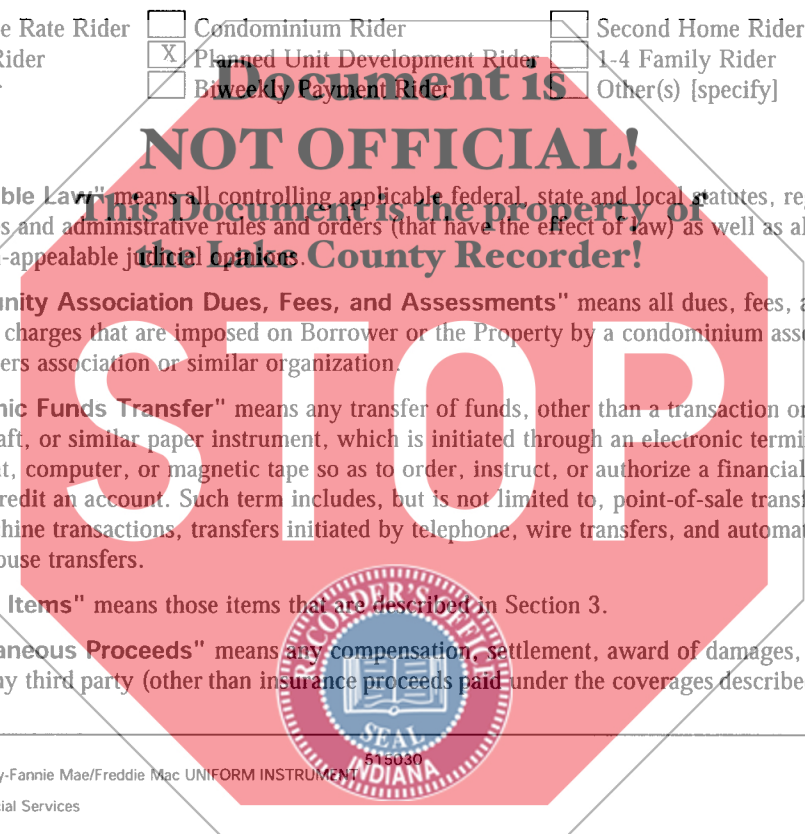 e Rate Rider Condominium Rider Second Home Rider
Rider X Planned Unit Development Rider 1-4 Family Rider
Biweekly Payment Rider Other(s) [specify]
Document is
NOT OFFICIAL!
This Document is the property of
the Lake County Recorder!
ble Law" means all controlling applicable federal, state and local statutes, re
s and administrative rules and orders (that have the effect of law) as well as al
-appealable judicial opinions.
unity Association Dues, Fees, and Assessments" means all dues, fees, a
charges that are imposed on Borrower or the Property by a condominium asso
ers association or similar organization.
nic Funds Transfer" means any transfer of funds, other than a transaction or
aft, or similar paper instrument, which is initiated through an electronic termi
t, computer, or magnetic tape so as to order, instruct, or authorize a financial
redit an account. Such term includes, but is not limited to, point-of-sale transf
hine transactions, transfers initiated by telephone, wire transfers, and automat
ouse transfers.
STOP
Items" means those items that are described in Section 3.
aneous Proceeds" means any compensation, settlement, award of damages,
ny third party (other than insurance proceeds paid under the coverages describe
RECORDER'S OFFICE
SEAL
INDIANA
515030
y-Fannie Mae/Freddie Mac UNIFORM INSTRUMENT
cial Services